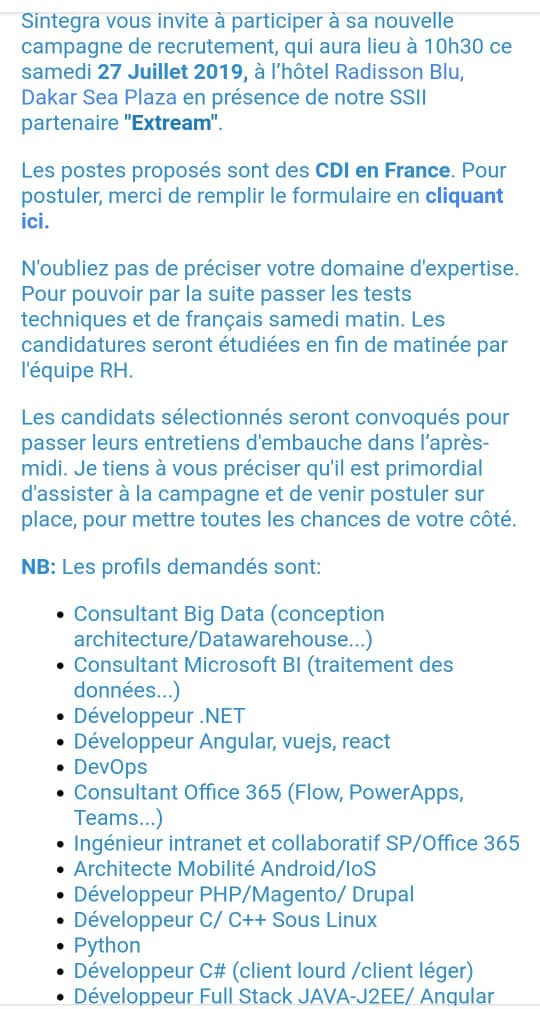 Sintegra vous invite à participer à sa nouvelle
campagne de recrutement, qui aura lieu à 10h30 ce
samedi 27 Juillet 2019, à l’hôtel Radisson Blu,
Dakar Sea Plaza en présence de notre SSII
partenaire "Extream".
Les postes proposés sont des CDI en France. Pour
postuler, merci de remplir le formulaire en cliquant
ici.
N'oubliez pas de préciser votre domaine d'expertise.
Pour pouvoir par la suite passer les tests
techniques et de français samedi matin. Les
candidatures seront étudiées en fin de matinée par
l'équipe RH.
Les candidats sélectionnés seront convoqués pour
passer leurs entretiens d'embauche dans l’après-
midi. Je tiens à vous préciser qu'il est primordial
d'assister à la campagne et de venir postuler sur
place, pour mettre toutes les chances de votre côté.
NB: Les profils demandés sont:
• Consultant Big Data (conception
architecture/Datawarehouse...)
• Consultant Microsoft BI (traitement des
données...)
• Développeur .NET
• Développeur Angular, vuejs, react
• DevOps
• Consultant Office 365 (Flow, PowerApps,
Teams...)
• Ingénieur intranet et collaboratif SP/Office 365
• Architecte Mobilité Android/IoS
• Développeur PHP/Magento/ Drupal
• Développeur C/ C++ Sous Linux
• Python
• Développeur C# (client lourd /client léger)
• Développeur Full Stack JAVA-J2EE/ Angular